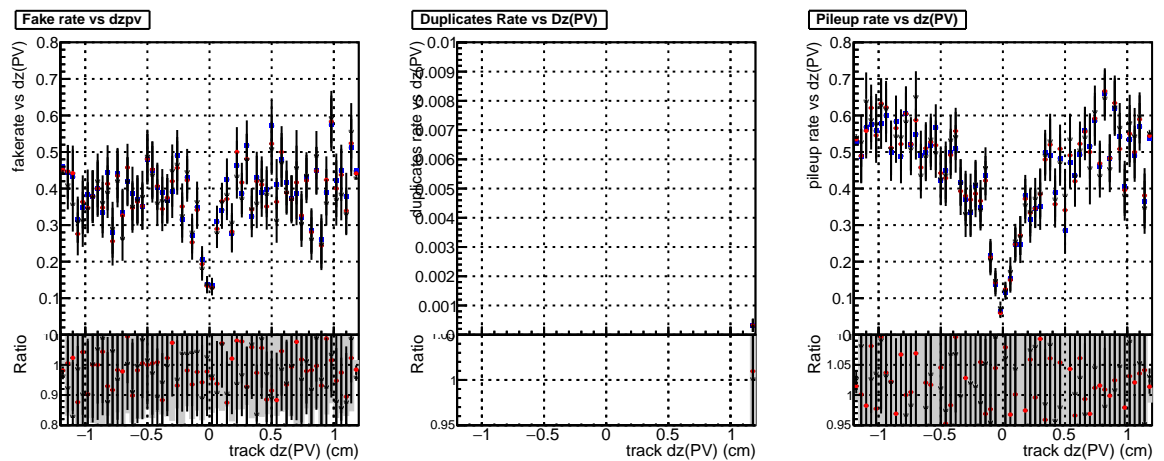 Fake rate vs dzpv
fakerate vs dz(PV)
0.8
0.7
0.6
0.5
0.4
0.3
0.2
0.1
0
Ratio
1
0.9
0.8
−1 −0.5 0 0.5 1
track dz(PV) (cm)
Duplicates Rate vs Dz(PV)
duplicates rate vs dz(PV)
0.01
0.009
0.008
0.007
0.006
0.005
0.004
0.003
0.002
0.001
0
Ratio
1
0.95
−1 −0.5 0 0.5 1
track dz(PV) (cm)
Pileup rate vs dz(PV)
pileup rate vs dz(PV)
0.8
0.7
0.6
0.5
0.4
0.3
0.2
0.1
0
Ratio
1.05
1
0.95
−1 −0.5 0 0.5 1
track dz(PV) (cm)